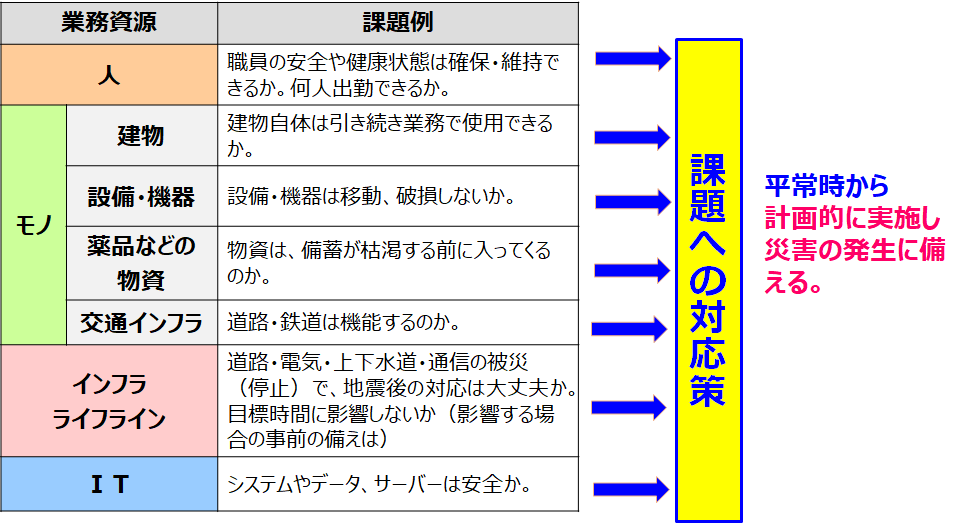 業務資源
課題例
人
職員の安全や健康状態は確保・維持で
きるか。何人出勤できるか。
モノ
建物
建物自体は引き続き業務で使用できる
か。
設備・機器
設備・機器は移動、破損しないか。
薬品などの
物資
物資は、備蓄が枯渇する前に入ってくる
のか。
交通インフラ
道路・鉄道は機能するのか。
インフラ
ライフライン
道路・電気・上下水道・通信の被災
（停止）で、地震後の対応は大丈夫か。
目標時間に影響しないか（影響する場
合の事前の備えは）
ＩＴ
システムやデータ、サーバーは安全か。
課題への対応策
平常時から
計画的に実施し
災害の発生に備
える。